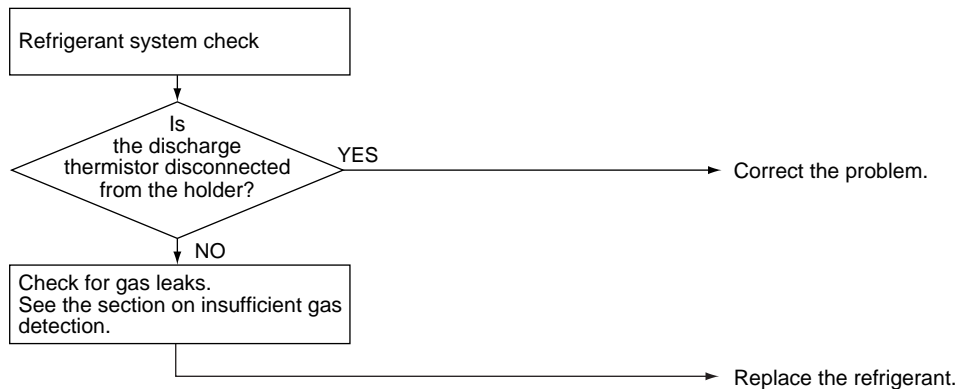 Refrigerant system check
Is
the discharge
thermistor disconnected
from the holder?
YES
Correct the problem.
NO
Check for gas leaks.
See the section on insufficient gas
detection.
Replace the refrigerant.